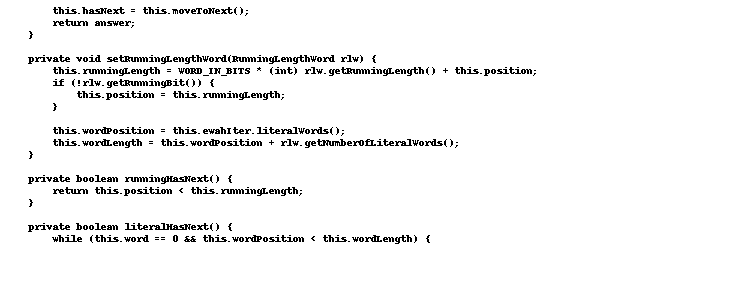 this.hasNext = this.moveToNext();
return answer;
}
private void setRunningLengthWord(RunningLengthWord rlw) {
this.runningLength = WORD_IN_BITS * (int) rlw.getRunningLength() + this.position;
if (!rlw.getRunningBit()) {
this.position = this.runningLength;
}
this.wordPosition = this.ewahIter.literalWords();
this.wordLength = this.wordPosition + rlw.getNumberOfLiteralWords();
}
private boolean runningHasNext() {
return this.position < this.runningLength;
}
private boolean literalHasNext() {
while (this.word == 0 && this.wordPosition < this.wordLength) {